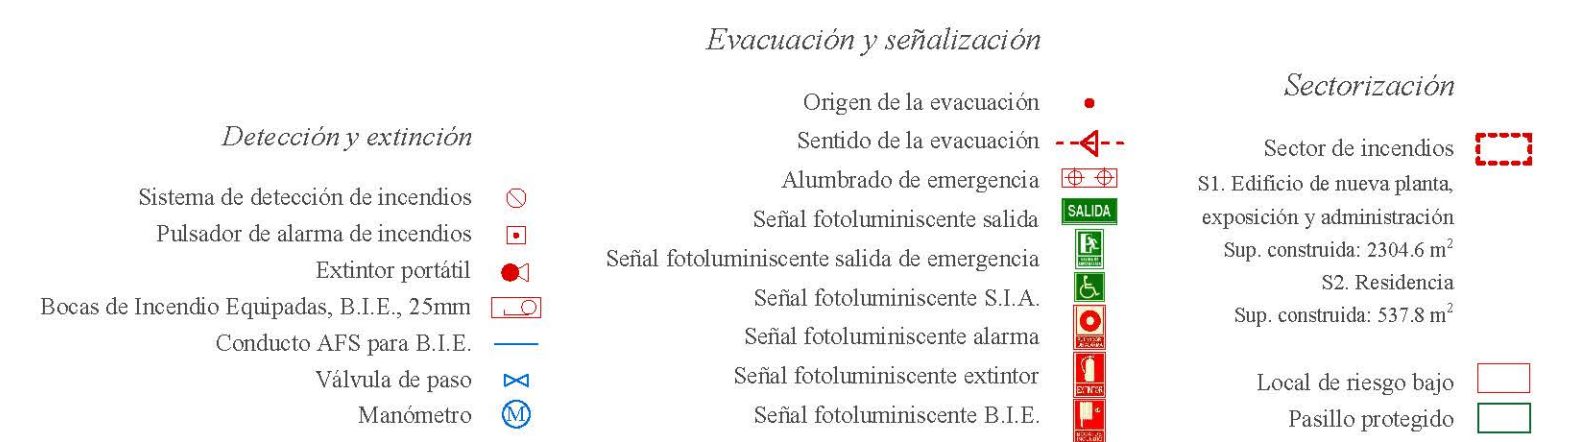 Detección y extinción
Sistema de detección de incendios
Pulsador de alarma de incendios
Extintor portátil
Bocas de Incendio Equipadas, B.I.E., 25mm
Conducto AFS para B.I.E.
Válvula de paso
Manómetro
M
Evacuación y señalización
Origen de la evacuación
Sentido de la evacuación
Alumbrado de emergencia
Señal fotoluminiscente salida
SALIDA
Señal fotoluminiscente salida de emergencia
Señal fotoluminiscente S.I.A.
Señal fotoluminiscente alarma
Señal fotoluminiscente extintor
EXTINTOR
Señal fotoluminiscente B.I.E.
Sectorización
Sector de incendios
S1. Edificio de nueva planta,
exposición y administración
Sup. construida: 2304.6 m²
S2. Residencia
Sup. construida: 537.8 m²
Local de riesgo bajo
Pasillo protegido